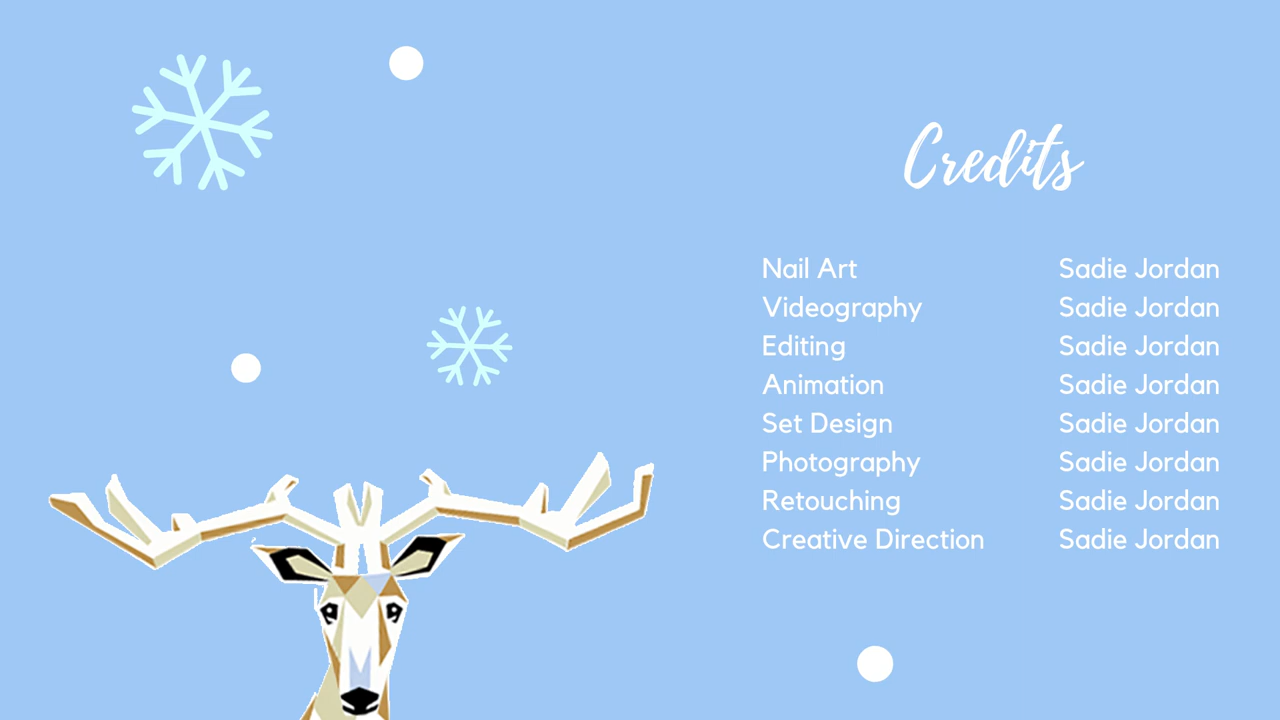 Credits
Nail Art Sadie Jordan
Videography Sadie Jordan
Editing Sadie Jordan
Animation Sadie Jordan
Set Design Sadie Jordan
Photography Sadie Jordan
Retouching Sadie Jordan
Creative Direction Sadie Jordan